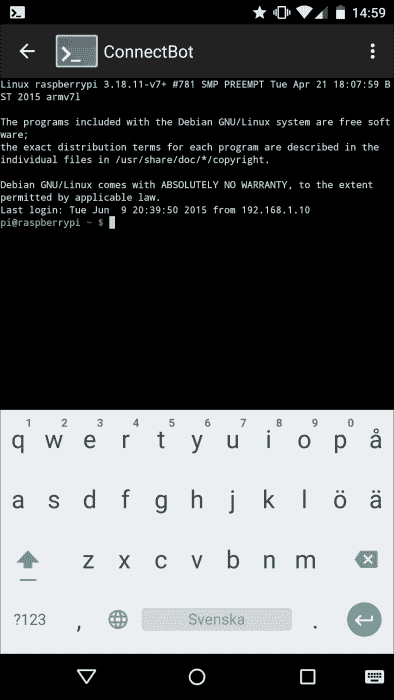 14:59
ConnectBot
Linux raspberrypi 3.18.11-v7+ #781 SMP PREEMPT Tue Apr 21 18:07:59 B
ST 2015 armv7l
The programs included with the Debian GNU/Linux system are free soft
ware;
the exact distribution terms for each program are described in the
individual files in /usr/share/doc/*/copyright.
Debian GNU/Linux comes with ABSOLUTELY NO WARRANTY, to the extent
permitted by applicable law.
Last login: Tue Jun  9 20:39:50 2015 from 192.168.1.10
pi@raspberrypi ~ $
1 2 3 4 5 6 7 8 9 0
q w e r t y u i o p å
a s d f g h j k l ö ä
z x c v b n m
?123 , Svenska .